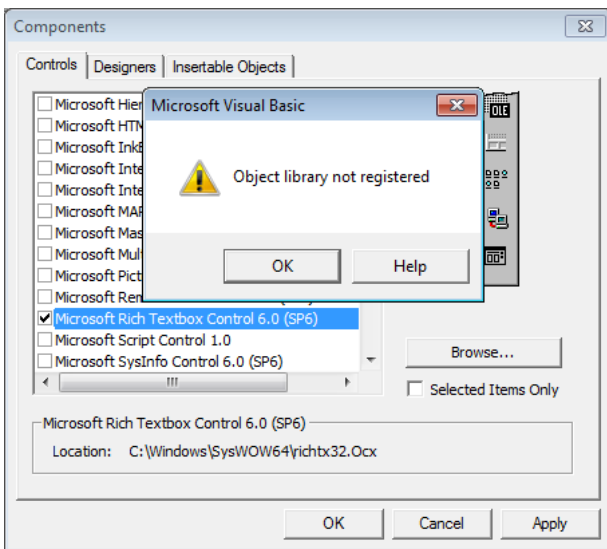 Components
Controls
Designers
Insertable Objects
Microsoft Hier
Microsoft HTM
Microsoft Ink
Microsoft Inte
Microsoft Inte
Microsoft MAP
Microsoft Mas
Microsoft Mul
Microsoft Pict
Microsoft Rem
Microsoft Rich Textbox Control 6.0 (SP6)
Microsoft Script Control 1.0
Microsoft SysInfo Control 6.0 (SP6)
Microsoft Visual Basic
Object library not registered
OK
Help
OLE
Browse...
Selected Items Only
Microsoft Rich Textbox Control 6.0 (SP6)
Location: C:\Windows\SysWOW64\richtx32.Ocx
OK
Cancel
Apply